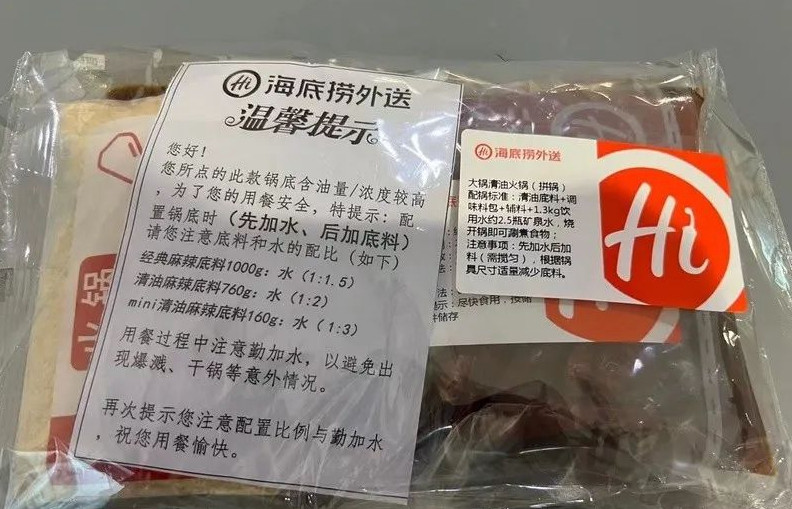 Hi 海底捞外送
温馨提示
您好！
您所点的此款锅底含油量/浓度较高
，为了您的用餐安全，特提示：配
置锅底时（先加水、后加底料）
请您注意底料和水的配比（如下）
经典麻辣底料1000g：水（1:1.5）
清油麻辣底料760g：水（1:2）
mini清油麻辣底料160g：水（1:3）
用餐过程中注意勤加水，以避免出
现爆溅、干锅等意外情况。
再次提示您注意配置比例与勤加水
，祝您用餐愉快。
Hi 海底捞外送
大锅清油火锅（拼锅）
配锅标准：清油底料+调
味料包+辅料+1.3kg饮
用水约2.5瓶矿泉水，烧
开锅即可涮煮食物；
注意事项：先加水后加
料（需搅匀），根据锅
具尺寸适量减少底料。
Hi
火锅
尽快食用，按储
储存